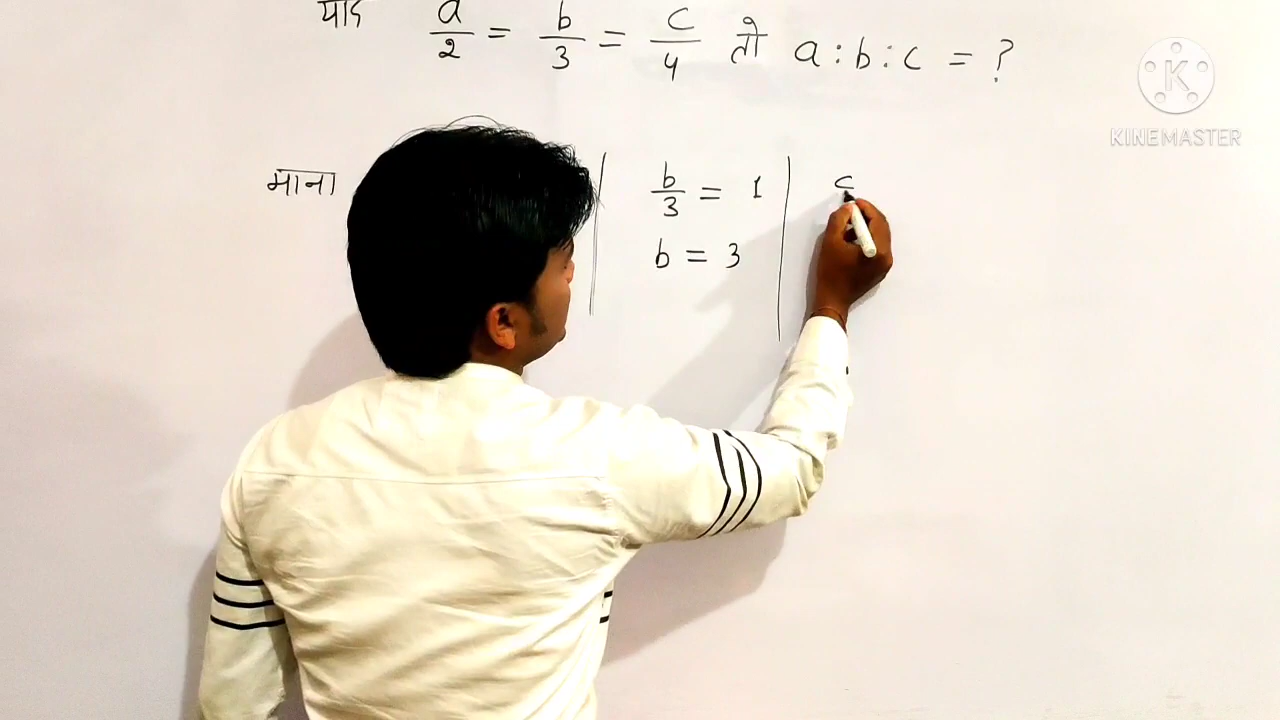 यदि a/2 = b/3 = c/4 तो a : b : c = ?
माना
b/3 = 1
b = 3
c
KINEMASTER